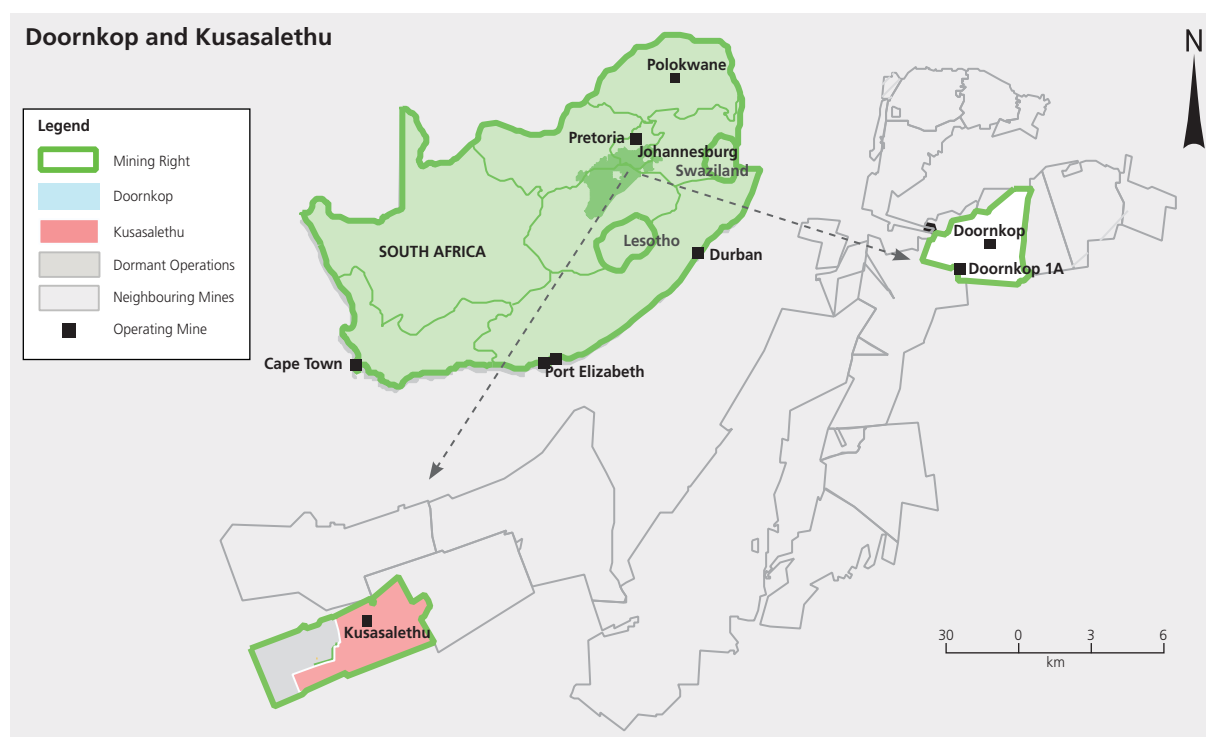 Doornkop and Kusasalethu
N
Legend
Mining Right
Doornkop
Kusasalethu
Dormant Operations
Neighbouring Mines
Operating Mine
Polokwane
Pretoria
Johannesburg
Swaziland
SOUTH AFRICA
Lesotho
Durban
Cape Town
Port Elizabeth
Doornkop
Doornkop 1A
Kusasalethu
30 0 3 6
km